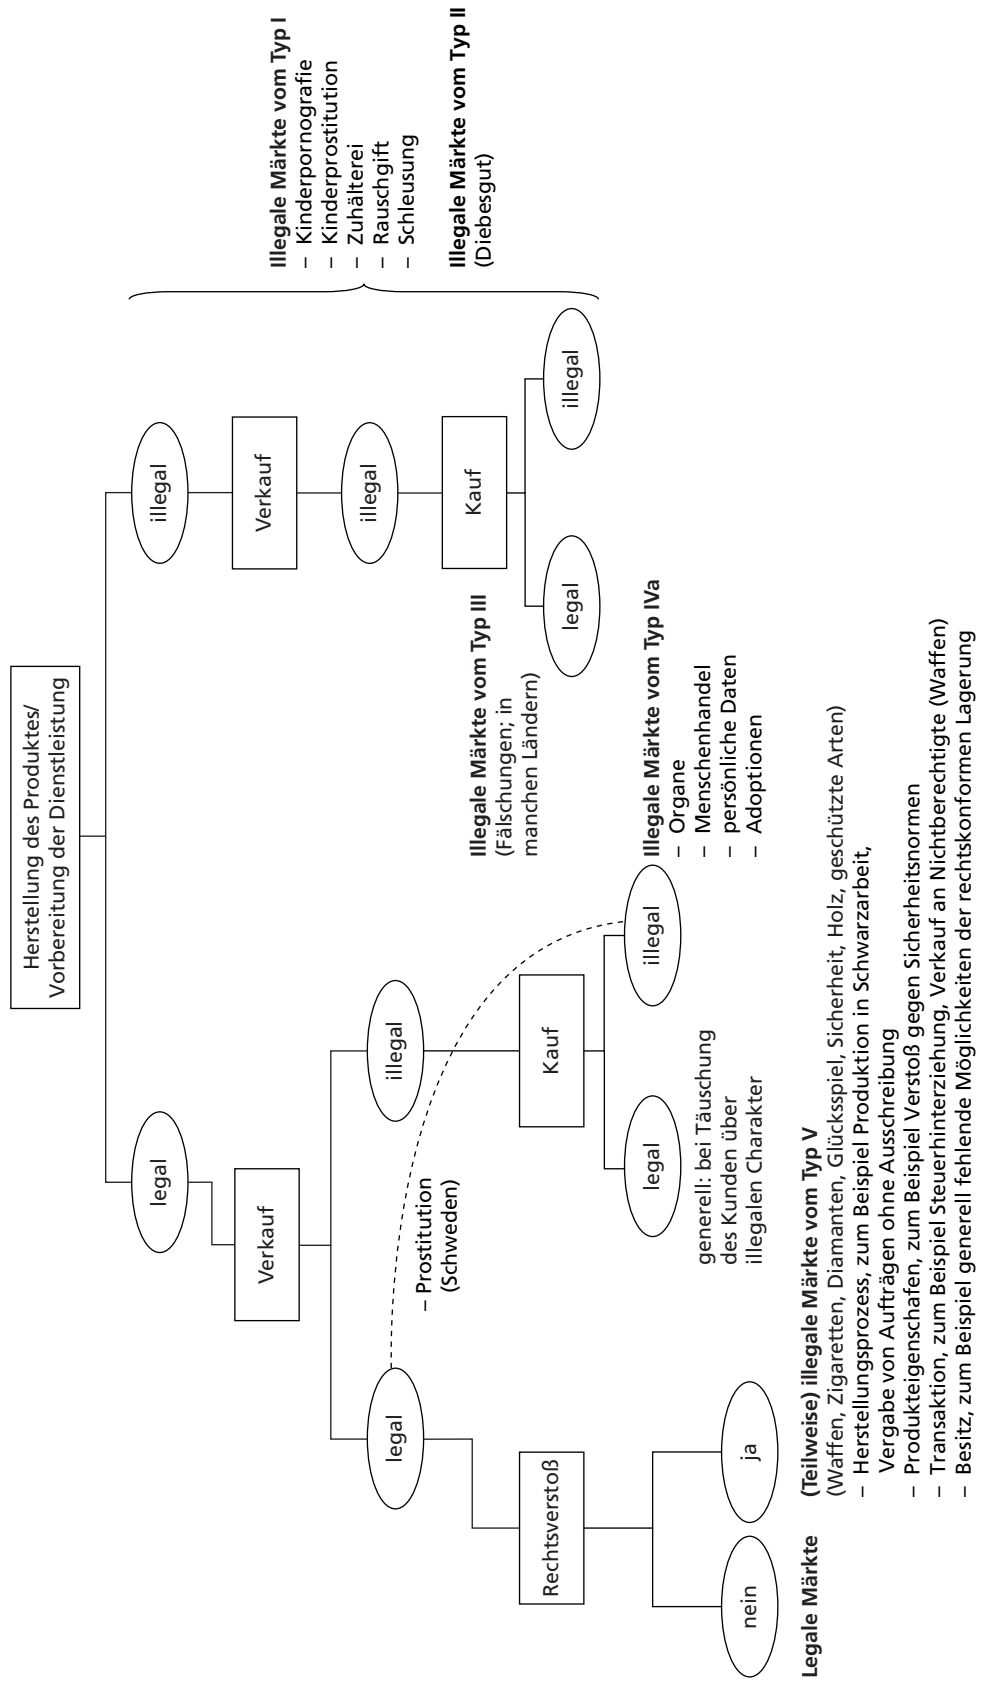 Herstellung des Produktes/
Vorbereitung der Dienstleistung
legal
illegal
Verkauf
Verkauf
legal
illegal
illegal
– Prostitution
(Schweden)
Rechtsverstoß
Kauf
Kauf
nein
ja
legal
illegal
legal
illegal
generell: bei Täuschung
des Kunden über
illegalen Charakter
Illegale Märkte vom Typ III
(Fälschungen; in
manchen Ländern)
Illegale Märkte vom Typ IVa
– Organe
– Menschenhandel
– persönliche Daten
– Adoptionen
Illegale Märkte vom Typ I
– Kinderpornografie
– Kinderprostitution
– Zuhälterei
– Rauschgift
– Schleusung
Illegale Märkte vom Typ II
(Diebesgut)
Legale Märkte
(Teilweise) illegale Märkte vom Typ V
(Waffen, Zigaretten, Diamanten, Glücksspiel, Sicherheit, Holz, geschützte Arten)
– Herstellungsprozess, zum Beispiel Produktion in Schwarzarbeit,
Vergabe von Aufträgen ohne Ausschreibung
– Produkteigenschafen, zum Beispiel Verstoß gegen Sicherheitsnormen
– Transaktion, zum Beispiel Steuerhinterziehung, Verkauf an Nichtberechtigte (Waffen)
– Besitz, zum Beispiel generell fehlende Möglichkeiten der rechtskonformen Lagerung